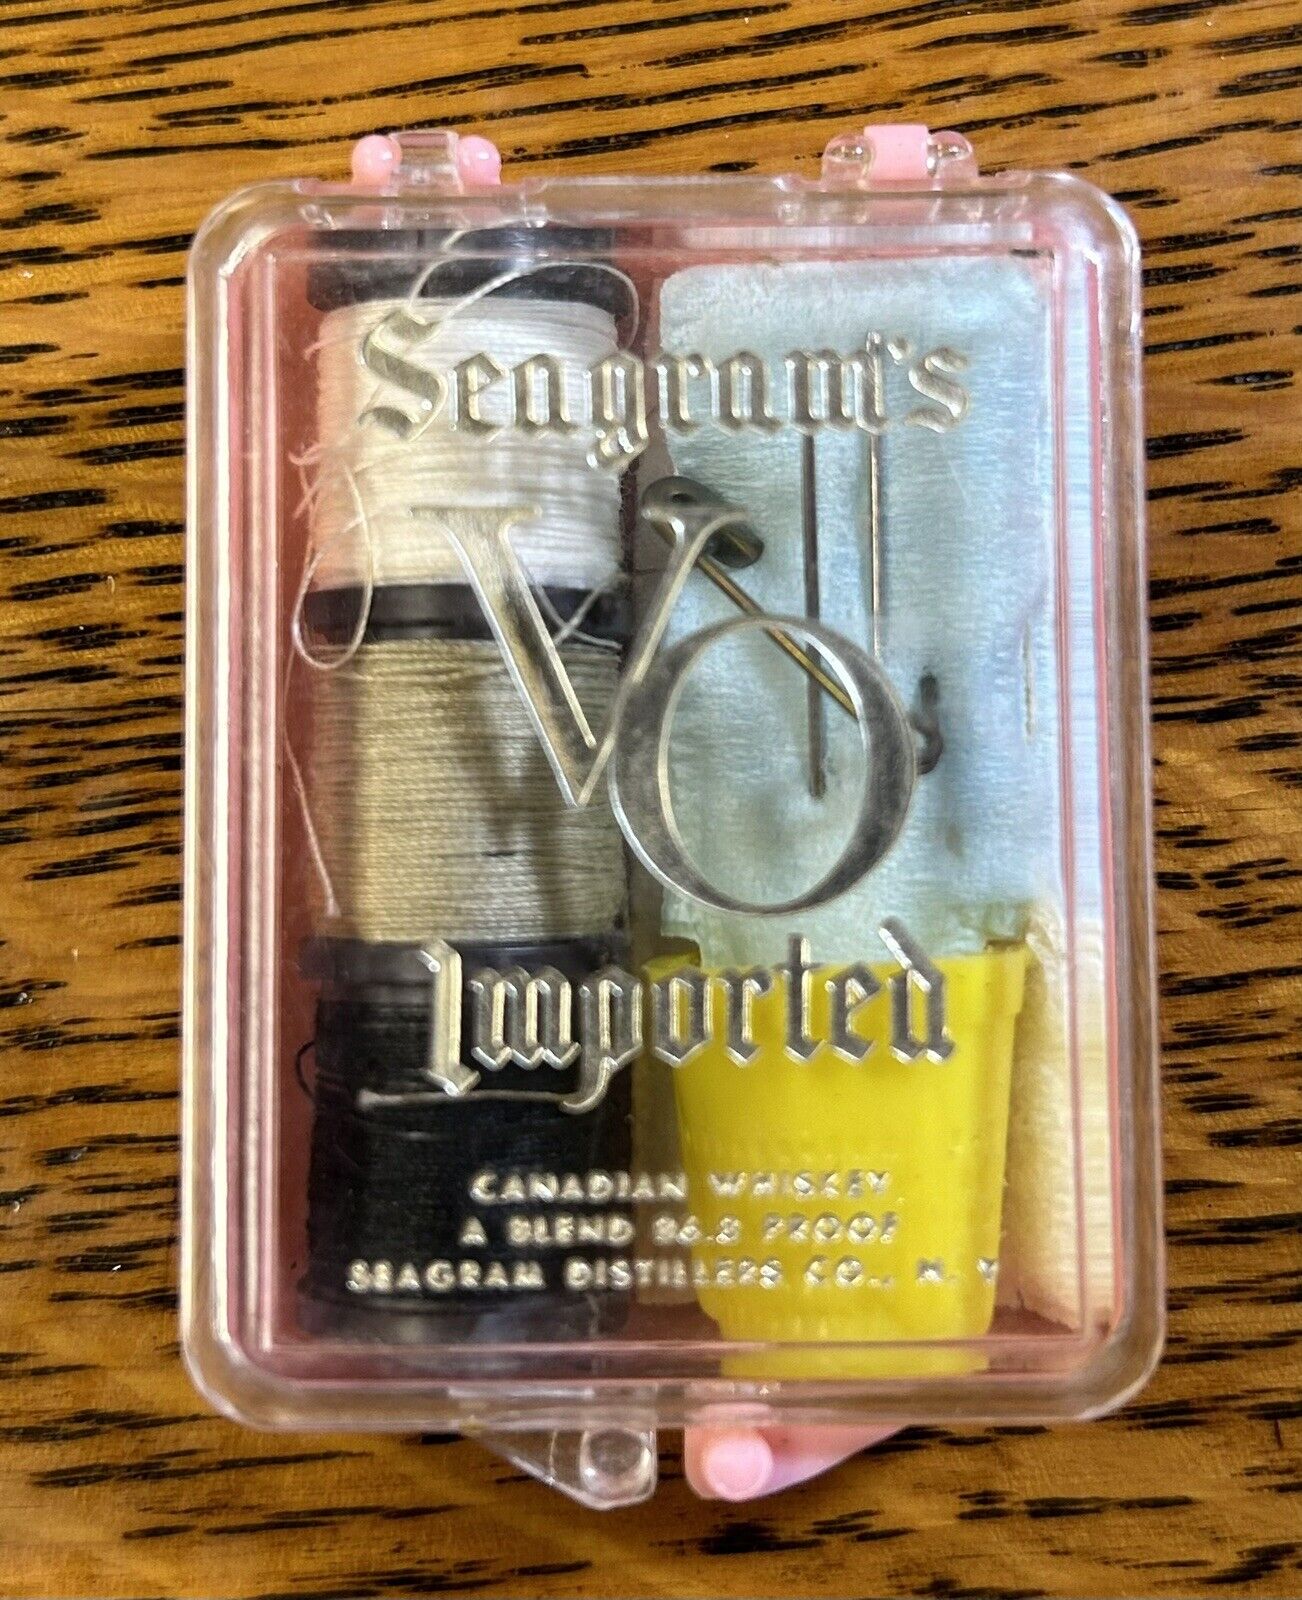 Seagram's
VO
Imported
CANADIAN WHISKEY
A BLEND 86.8 PROOF
SEAGRAM DISTILLERS CO., N. Y